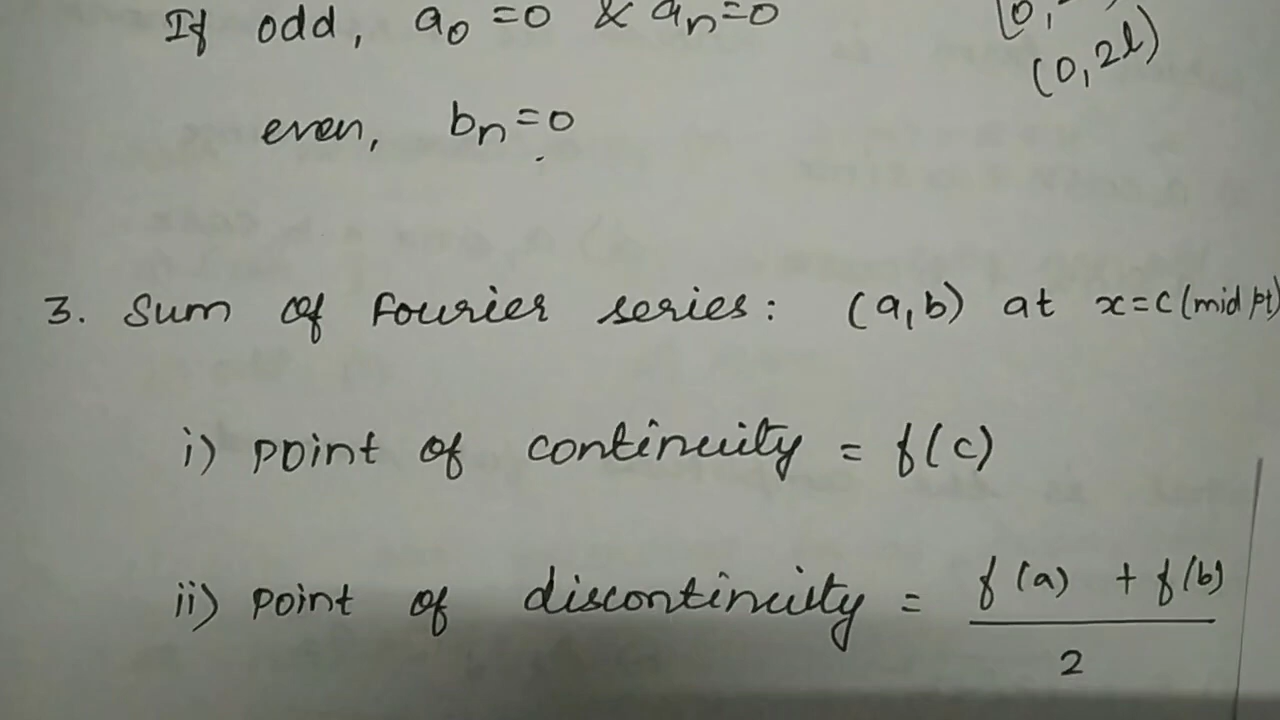 If odd, a₀ = 0 & aₙ = 0
(0, 2l)
even, bₙ = 0
3. Sum of Fourier series: (a,b) at x=c (mid pt)
i) point of continuity = f(c)
ii) point of discontinuity = f(a) + f(b)
2